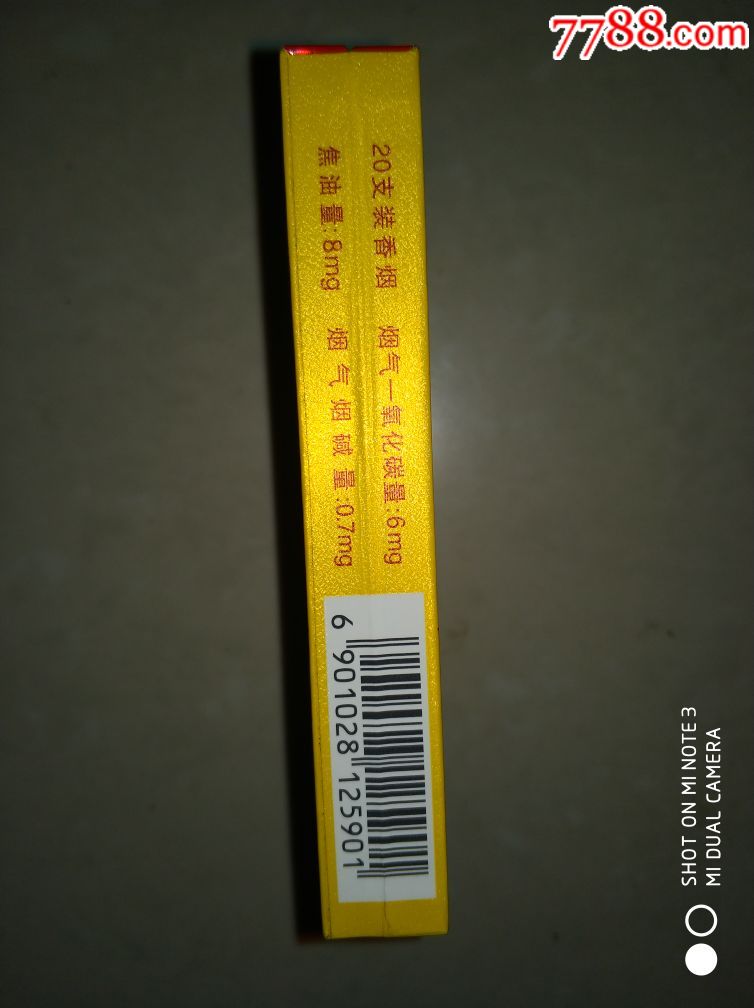 7788.com
20支装香烟 烟气一氧化碳量:6mg
焦油量:8mg 烟气烟碱量:0.7mg
6 901028 125901
SHOT ON MI NOTE 3
MI DUAL CAMERA